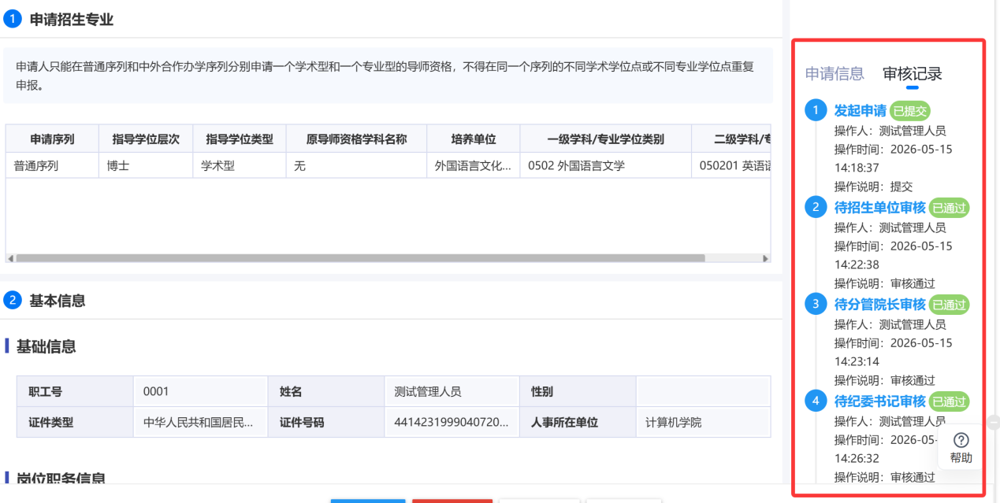 1 申请招生专业
申请人只能在普通序列和中外合作办学序列分别申请一个学术型和一个专业型的导师资格，不得在同一个序列的不同学术学位点或不同专业学位点重复
申报。
申请序列 指导学位层次 指导学位类型 原导师资格学科名称 培养单位 一级学科/专业学位类别 二级学科/专
普通序列 博士 学术型 无 外国语言文化... 0502 外国语言文学 050201 英语语
2 基本信息
基础信息
职工号 0001 姓名 测试管理人员 性别
证件类型 中华人民共和国居民... 证件号码 4414231999040720... 人事所在单位 计算机学院
岗位职务信息
申请信息 审核记录
1 发起申请 已提交
操作人：测试管理人员
操作时间：2026-05-15
14:18:37
操作说明：提交
2 待招生单位审核 已通过
操作人：测试管理人员
操作时间：2026-05-15
14:22:38
操作说明：审核通过
3 待分管院长审核 已通过
操作人：测试管理人员
操作时间：2026-05-15
14:23:14
操作说明：审核通过
4 待纪委书记审核 已通过
操作人：测试管理人员
操作时间：2026-05-
14:26:32
操作说明：审核通过
帮助